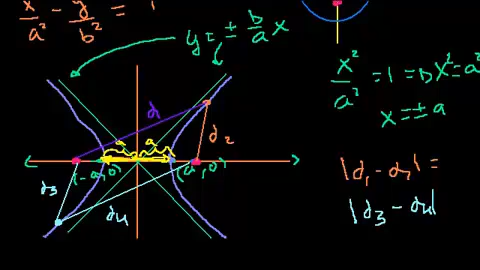 x²/a² - y²/b² = 1
y = ± b/a x
x²/a² = 1 => x² = a²
x = ± a
d₁
d₂
a
a
(-a, 0)
(a, 0)
|d₁ - d₂| =
d₃
d₄
|d₃ - d₄|